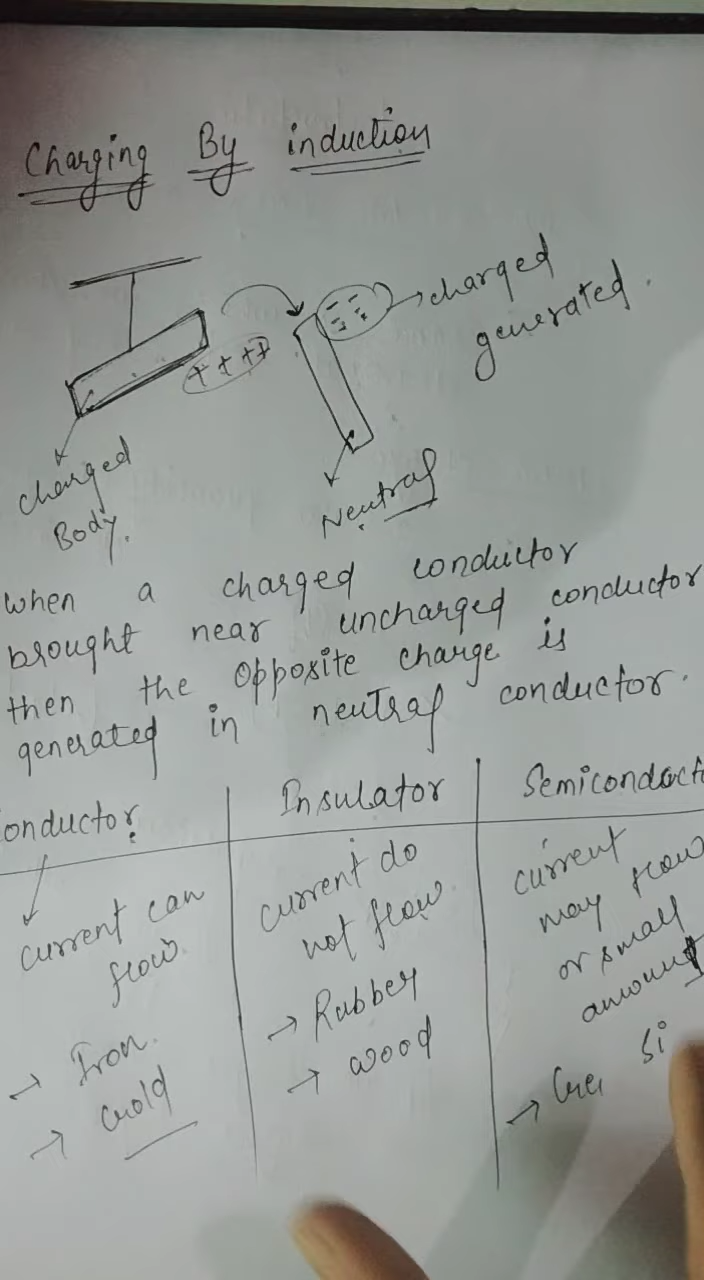 Charging By induction
+ + + +
- -
- -
charged
generated.
charged
Body.
Neutral
when a charged conductor
brought near uncharged conductor
then the opposite charge is
generated in neutral conductor.
onductor | Insulator | Semiconducto
current can flow | current do not flow | current may flow or small amount
→ Iron. | → Rubber | → Ge, Si
→ Gold | → wood